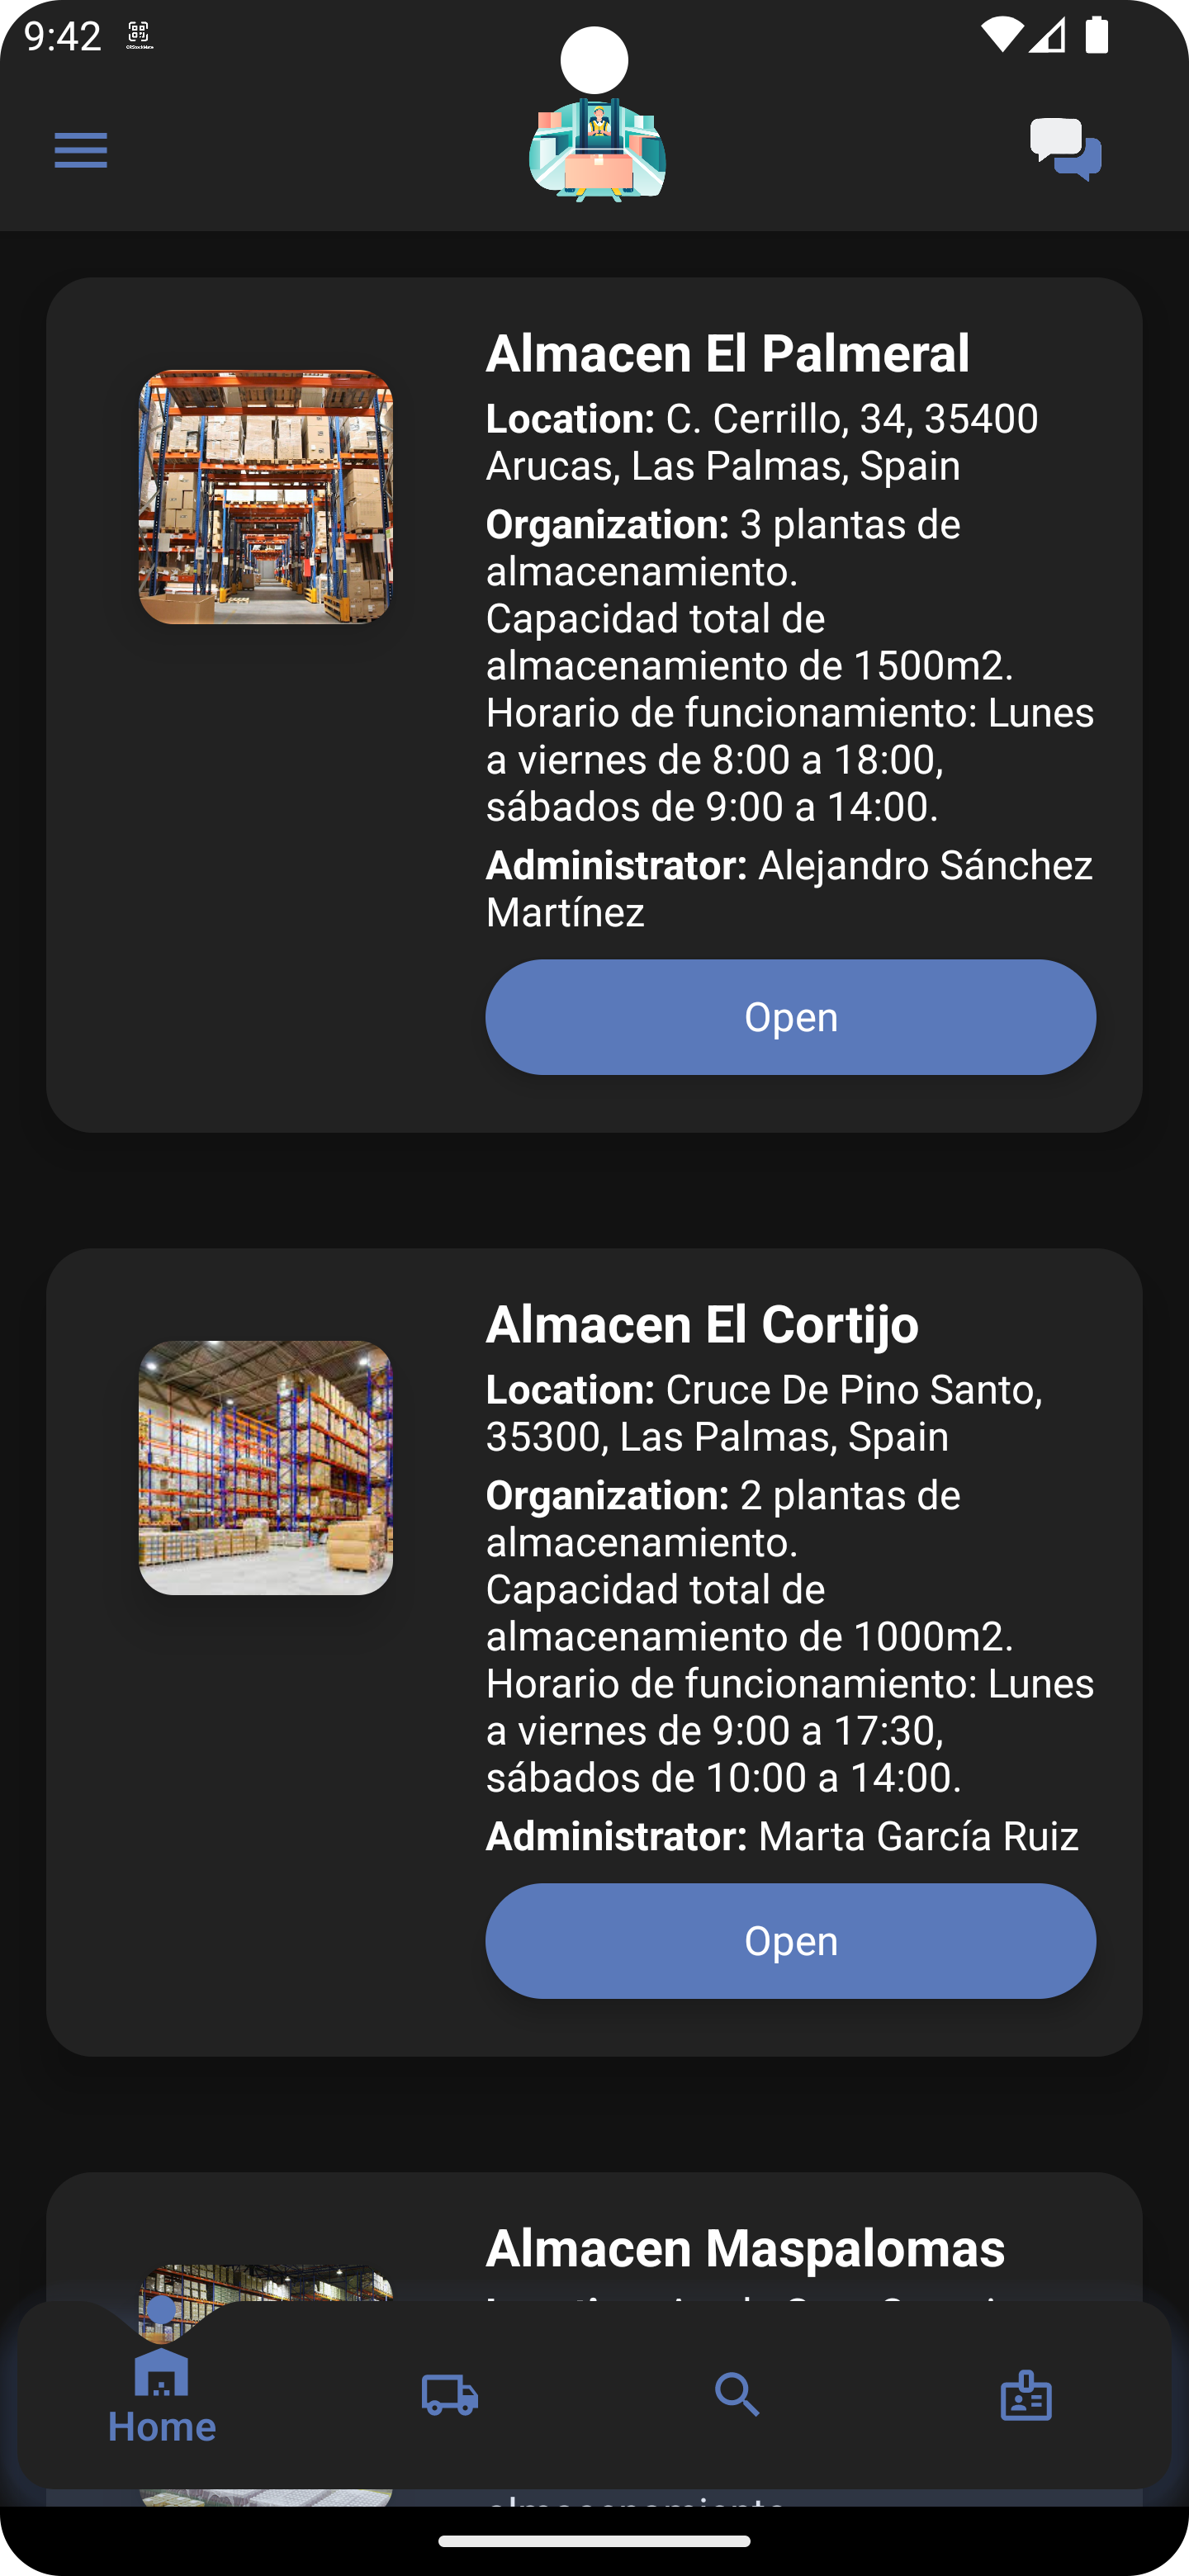 9:42
Almacen El Palmeral
Location: C. Cerrillo, 34, 35400
Arucas, Las Palmas, Spain
Organization: 3 plantas de
almacenamiento.
Capacidad total de
almacenamiento de 1500m2.
Horario de funcionamiento: Lunes
a viernes de 8:00 a 18:00,
sábados de 9:00 a 14:00.
Administrator: Alejandro Sánchez
Martínez
Open
Almacen El Cortijo
Location: Cruce De Pino Santo,
35300, Las Palmas, Spain
Organization: 2 plantas de
almacenamiento.
Capacidad total de
almacenamiento de 1000m2.
Horario de funcionamiento: Lunes
a viernes de 9:00 a 17:30,
sábados de 10:00 a 14:00.
Administrator: Marta García Ruiz
Open
Almacen Maspalomas
Home